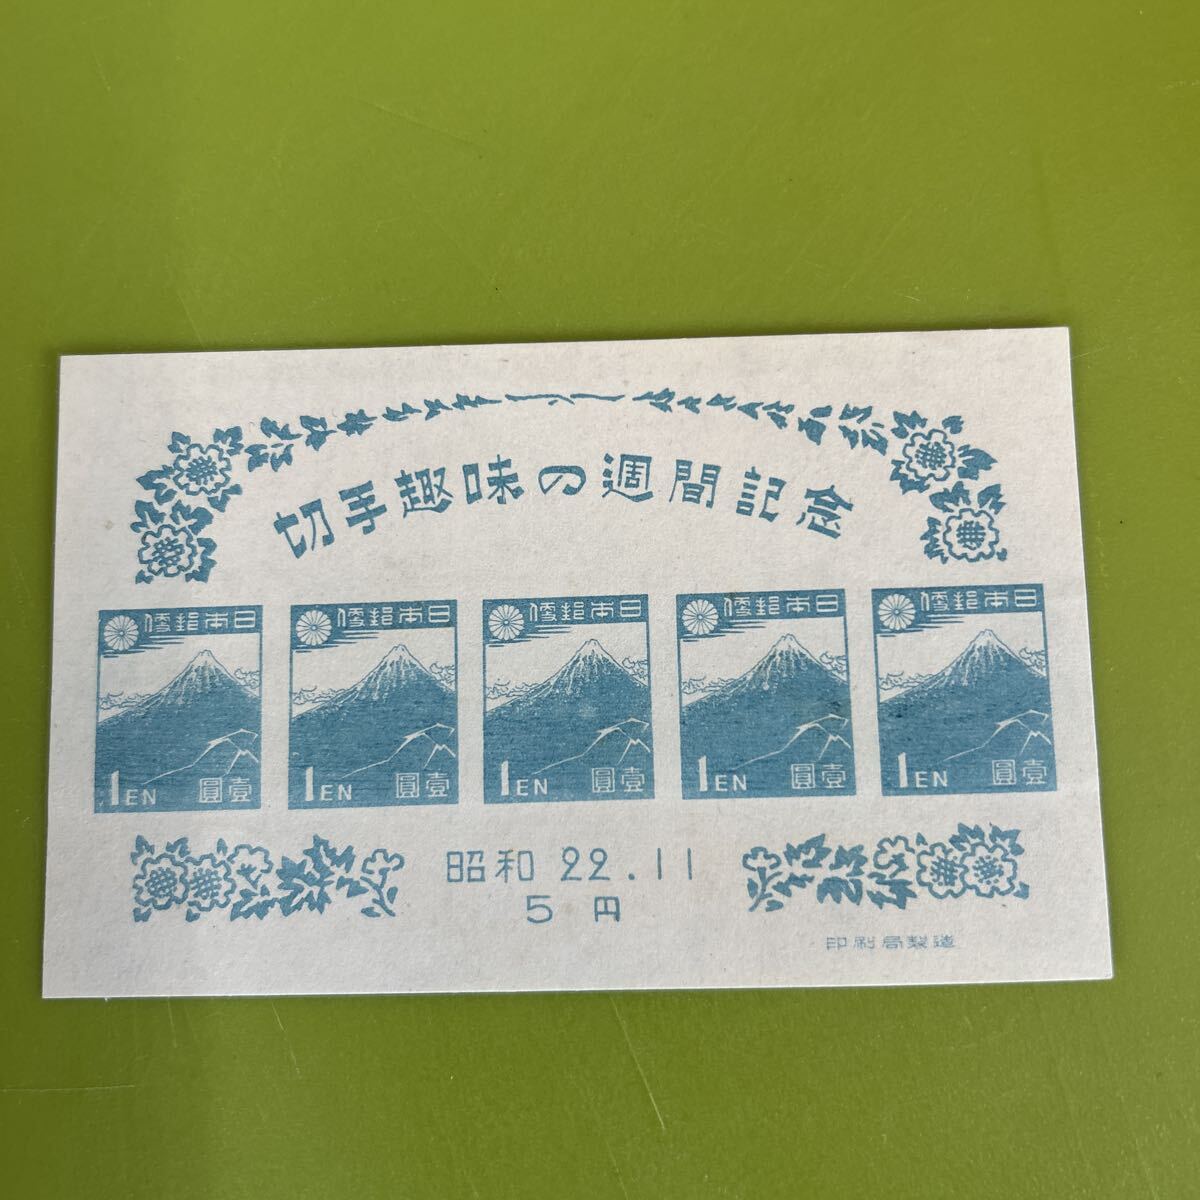 切手趣味の週間記念
便郵本日
便郵本日
便郵本日
便郵本日
便郵本日
1EN 圓壹
1EN 圓壹
1EN 圓壹
1EN 圓壹
1EN 圓壹
昭和 22.11
5円
印刷局製造